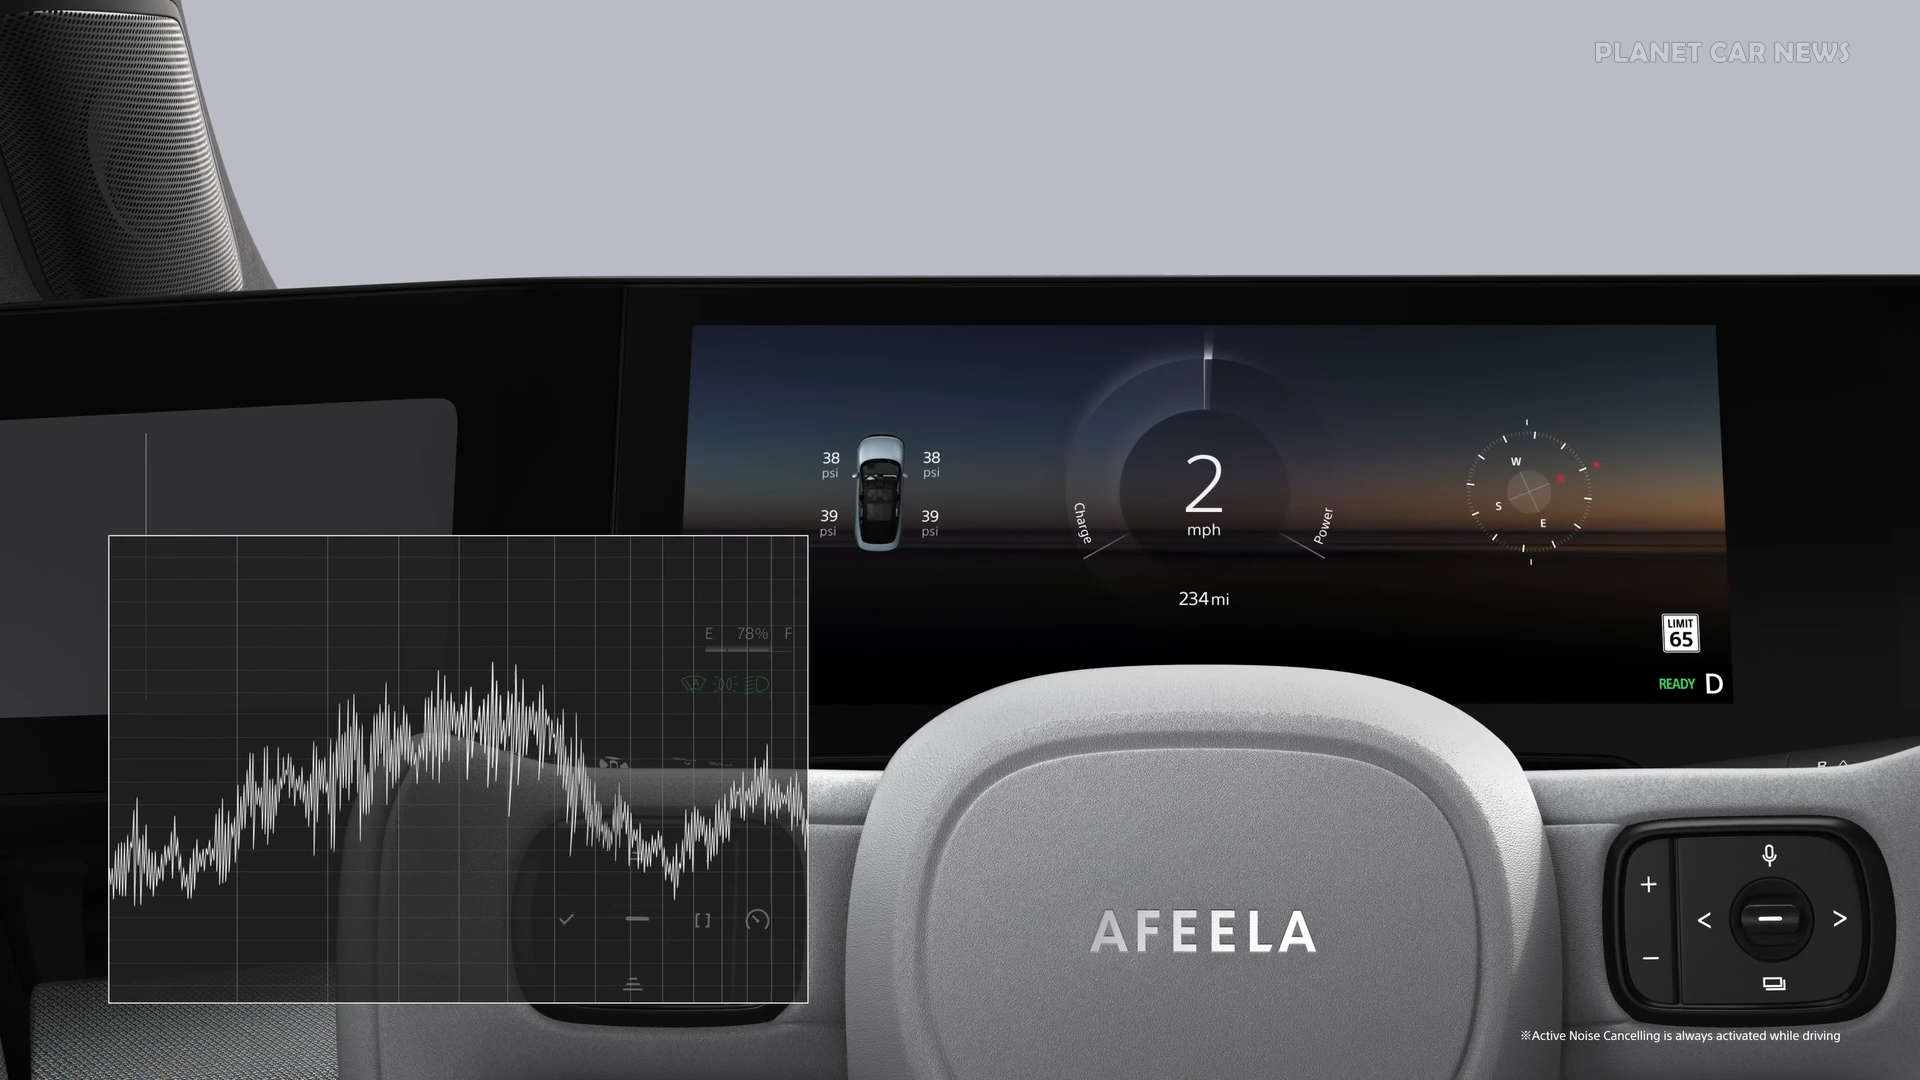 PLANET CAR NEWS
38 psi
38 psi
39 psi
39 psi
Charge
2
mph
Power
234 mi
W
S
E
LIMIT
65
READY D
E 78% F
AFEELA
※Active Noise Cancelling is always activated while driving